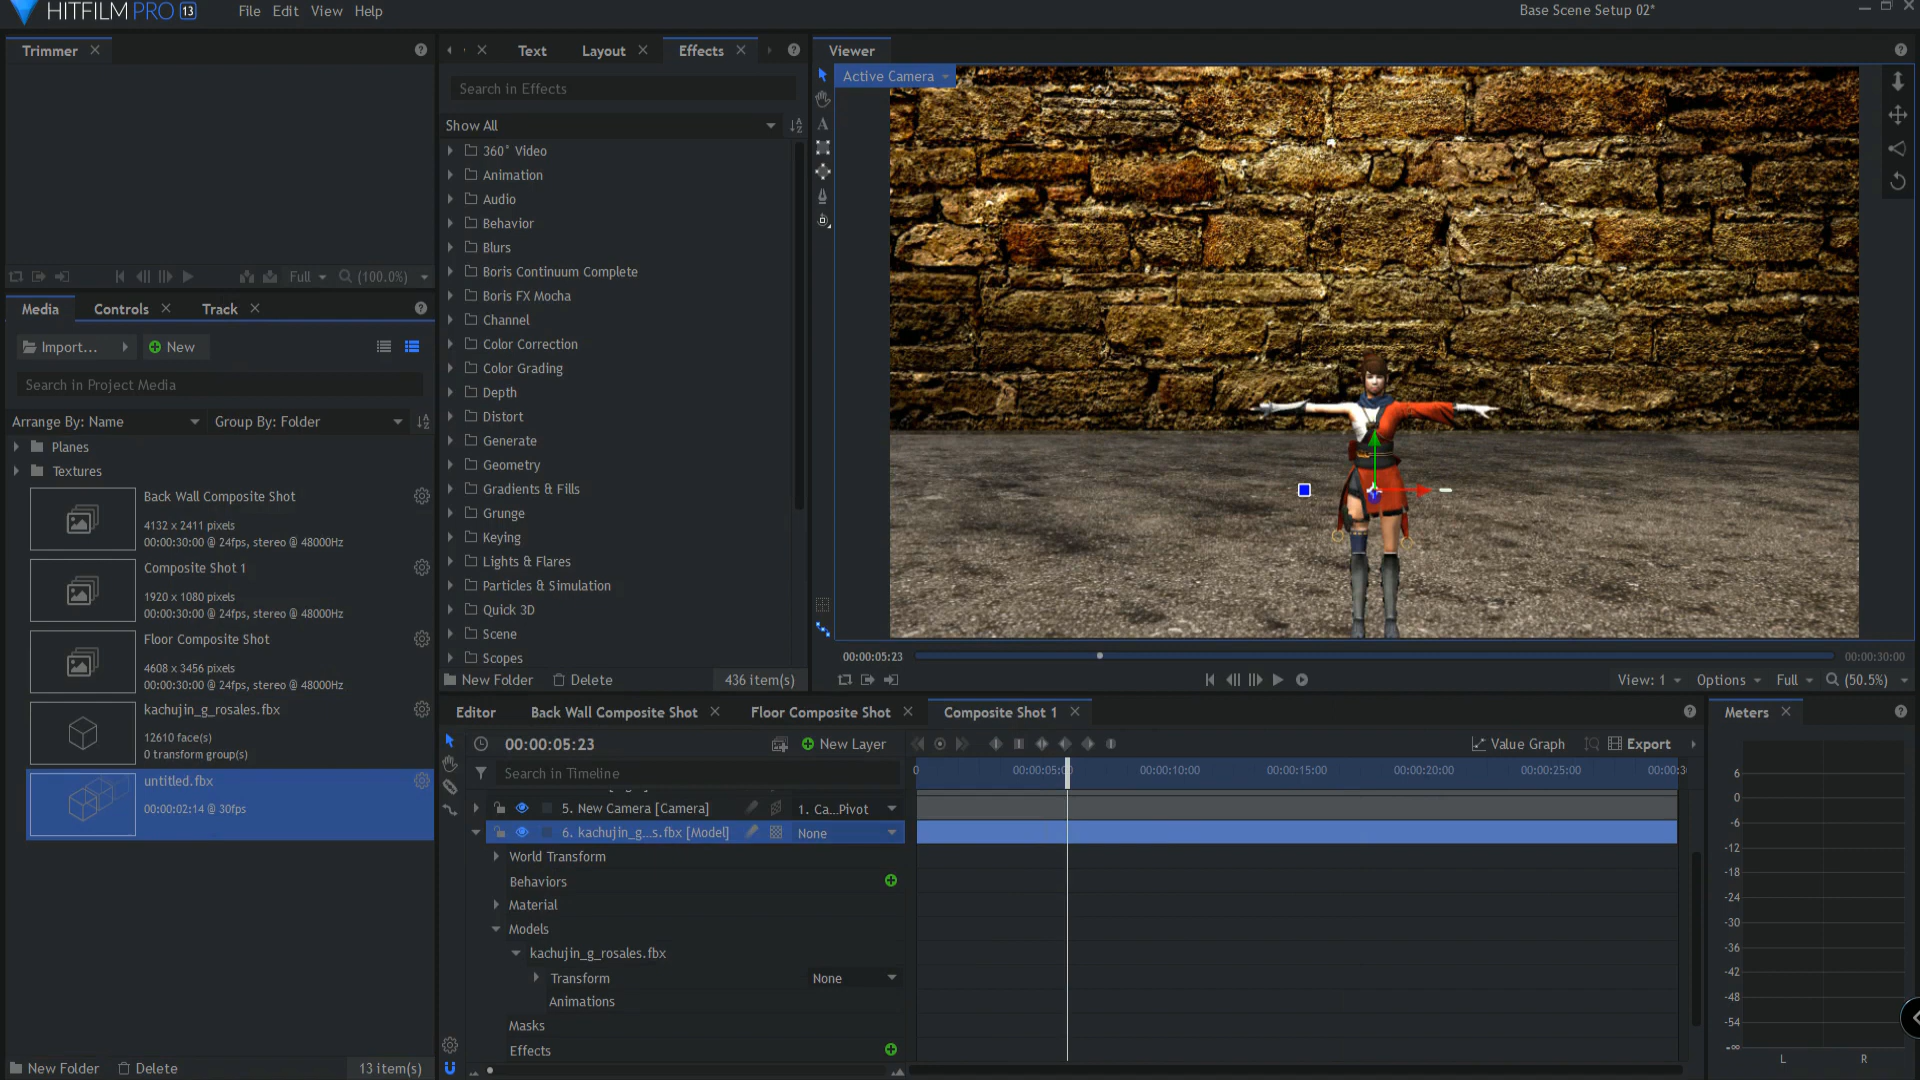 HITFILM PRO 13
File Edit View Help
Base Scene Setup 02*
Trimmer
Full (100.0%)
Media Controls Track
Import... New
Search in Project Media
Arrange By: Name Group By: Folder
Planes
Textures
Back Wall Composite Shot
4132 x 2411 pixels
00:00:30:00 @ 24fps, stereo @ 48000Hz
Composite Shot 1
1920 x 1080 pixels
00:00:30:00 @ 24fps, stereo @ 48000Hz
Floor Composite Shot
4608 x 3456 pixels
00:00:30:00 @ 24fps, stereo @ 48000Hz
kachujin_g_rosales.fbx
12610 face(s)
0 transform group(s)
untitled.fbx
00:00:02:14 @ 30fps
New Folder Delete 13 item(s)
Text Layout Effects
Search in Effects
Show All
360° Video
Animation
Audio
Behavior
Blurs
Boris Continuum Complete
Boris FX Mocha
Channel
Color Correction
Color Grading
Depth
Distort
Generate
Geometry
Gradients & Fills
Grunge
Keying
Lights & Flares
Particles & Simulation
Quick 3D
Scene
Scopes
New Folder Delete 436 item(s)
Viewer
Active Camera
00:00:05:23 00:00:30:00
View: 1 Options Full (50.5%)
Editor Back Wall Composite Shot Floor Composite Shot Composite Shot 1
00:00:05:23 New Layer Value Graph Export
Search in Timeline
0 00:00:05:00 00:00:10:00 00:00:15:00 00:00:20:00 00:00:25:00 00:00:3
5. New Camera [Camera] 1. Ca...Pivot
6. kachujin_g...s.fbx [Model] None
World Transform
Behaviors
Material
Models
kachujin_g_rosales.fbx
Transform None
Animations
Masks
Effects
Meters
6
0
-6
-12
-18
-24
-30
-36
-42
-48
-54
-∞
L R